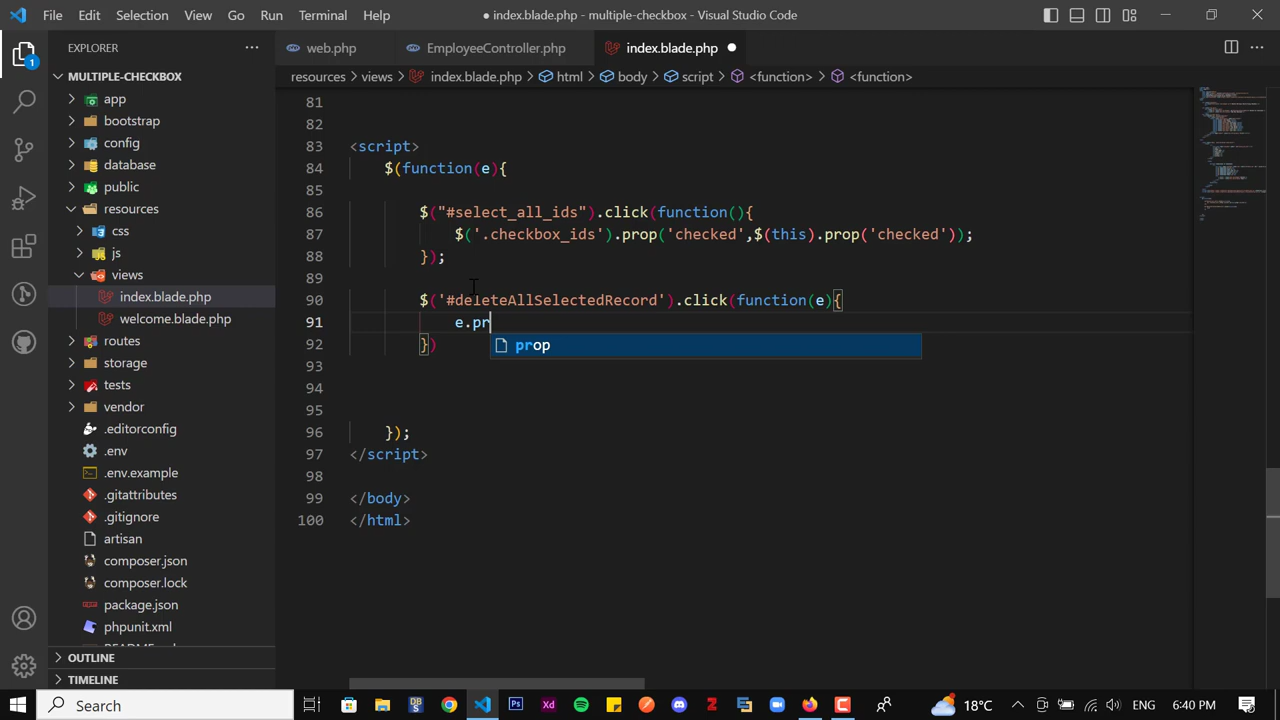 File Edit Selection View Go Run Terminal Help
● index.blade.php - multiple-checkbox - Visual Studio Code
EXPLORER
MULTIPLE-CHECKBOX
app
bootstrap
config
database
public
resources
css
js
views
index.blade.php
welcome.blade.php
routes
storage
tests
vendor
.editorconfig
.env
.env.example
.gitattributes
.gitignore
artisan
composer.json
composer.lock
package.json
phpunit.xml
OUTLINE
TIMELINE
1
web.php EmployeeController.php index.blade.php ●
resources > views > index.blade.php > html > body > script > <function> > <function>
81
82
83 <script>
84 $(function(e){
85
86 $("#select_all_ids").click(function(){
87 $('.checkbox_ids').prop('checked',$(this).prop('checked'));
88 });
89
90 $('#deleteAllSelectedRecord').click(function(e){
91 e.pr
prop
92 })
93
94
95
96 });
97 </script>
98
99 </body>
100 </html>
Search
18°C
6:40 PM